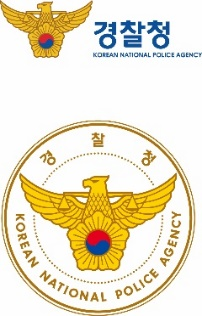 경찰청
KOREAN NATIONAL POLICE AGENCY
경 찰 청
KOREAN NATIONAL POLICE AGENCY